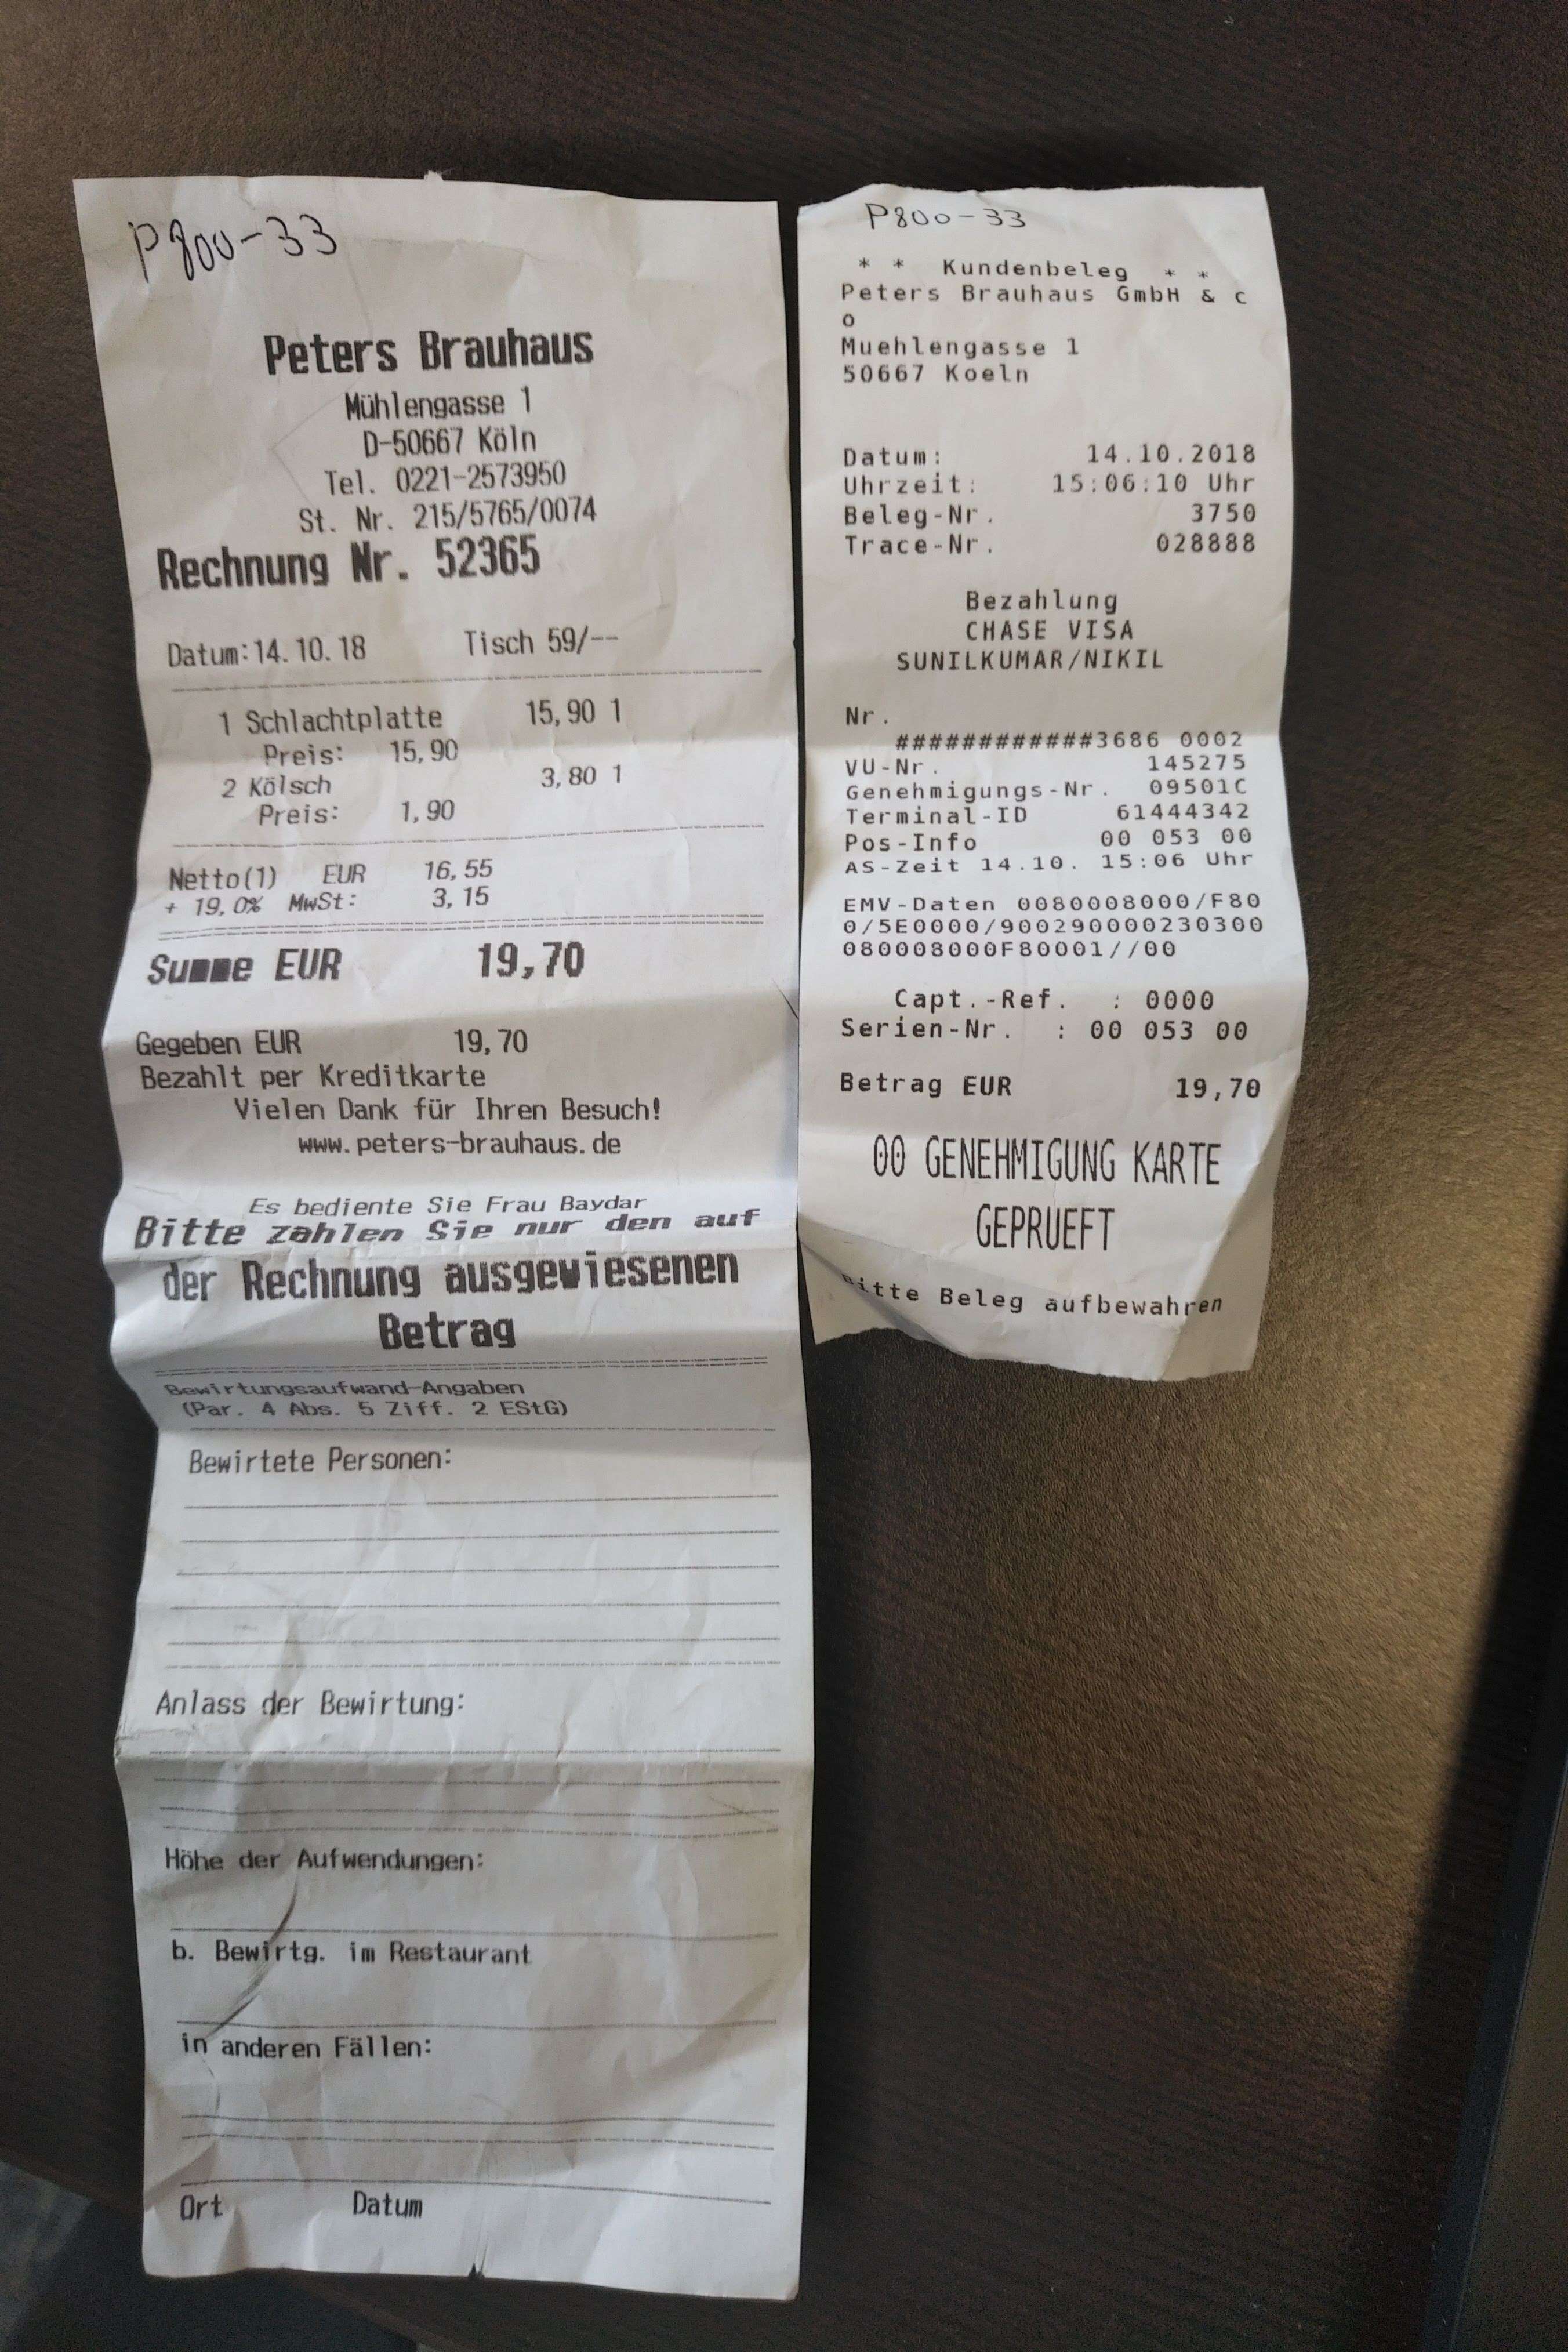 P800-33
Peters Brauhaus
Mühlengasse 1
D-50667 Köln
Tel. 0221-2573950
St. Nr. 215/5765/0074
Rechnung Nr. 52365
Datum:14.10.18 Tisch 59/--
1 Schlachtplatte 15,90 1
Preis: 15,90
2 Kölsch 3,80 1
Preis: 1,90
Netto(1) EUR 16,55
+ 19,0% MwSt: 3,15
Summe EUR 19,70
Gegeben EUR 19,70
Bezahlt per Kreditkarte
Vielen Dank für Ihren Besuch!
www.peters-brauhaus.de
Es bediente Sie Frau Baydar
Bitte zahlen Sie nur den auf
der Rechnung ausgewiesenen
Betrag
Bewirtungsaufwand-Angaben
(Par. 4 Abs. 5 Ziff. 2 EStG)
Bewirtete Personen:
Anlass der Bewirtung:
Höhe der Aufwendungen:
b. Bewirtg. im Restaurant
in anderen Fällen:
Ort Datum
P800-33
* * Kundenbeleg * *
Peters Brauhaus GmbH & C
o
Muehlengasse 1
50667 Koeln
Datum: 14.10.2018
Uhrzeit: 15:06:10 Uhr
Beleg-Nr. 3750
Trace-Nr. 028888
Bezahlung
CHASE VISA
SUNILKUMAR/NIKIL
Nr.
############3686 0002
VU-Nr. 145275
Genehmigungs-Nr. 09501C
Terminal-ID 61444342
Pos-Info 00 053 00
AS-Zeit 14.10. 15:06 Uhr
EMV-Daten 0080008000/F80
0/5E0000/900290000230300
080008000F80001//00
Capt.-Ref. : 0000
Serien-Nr. : 00 053 00
Betrag EUR 19,70
00 GENEHMIGUNG KARTE
GEPRUEFT
Bitte Beleg aufbewahren